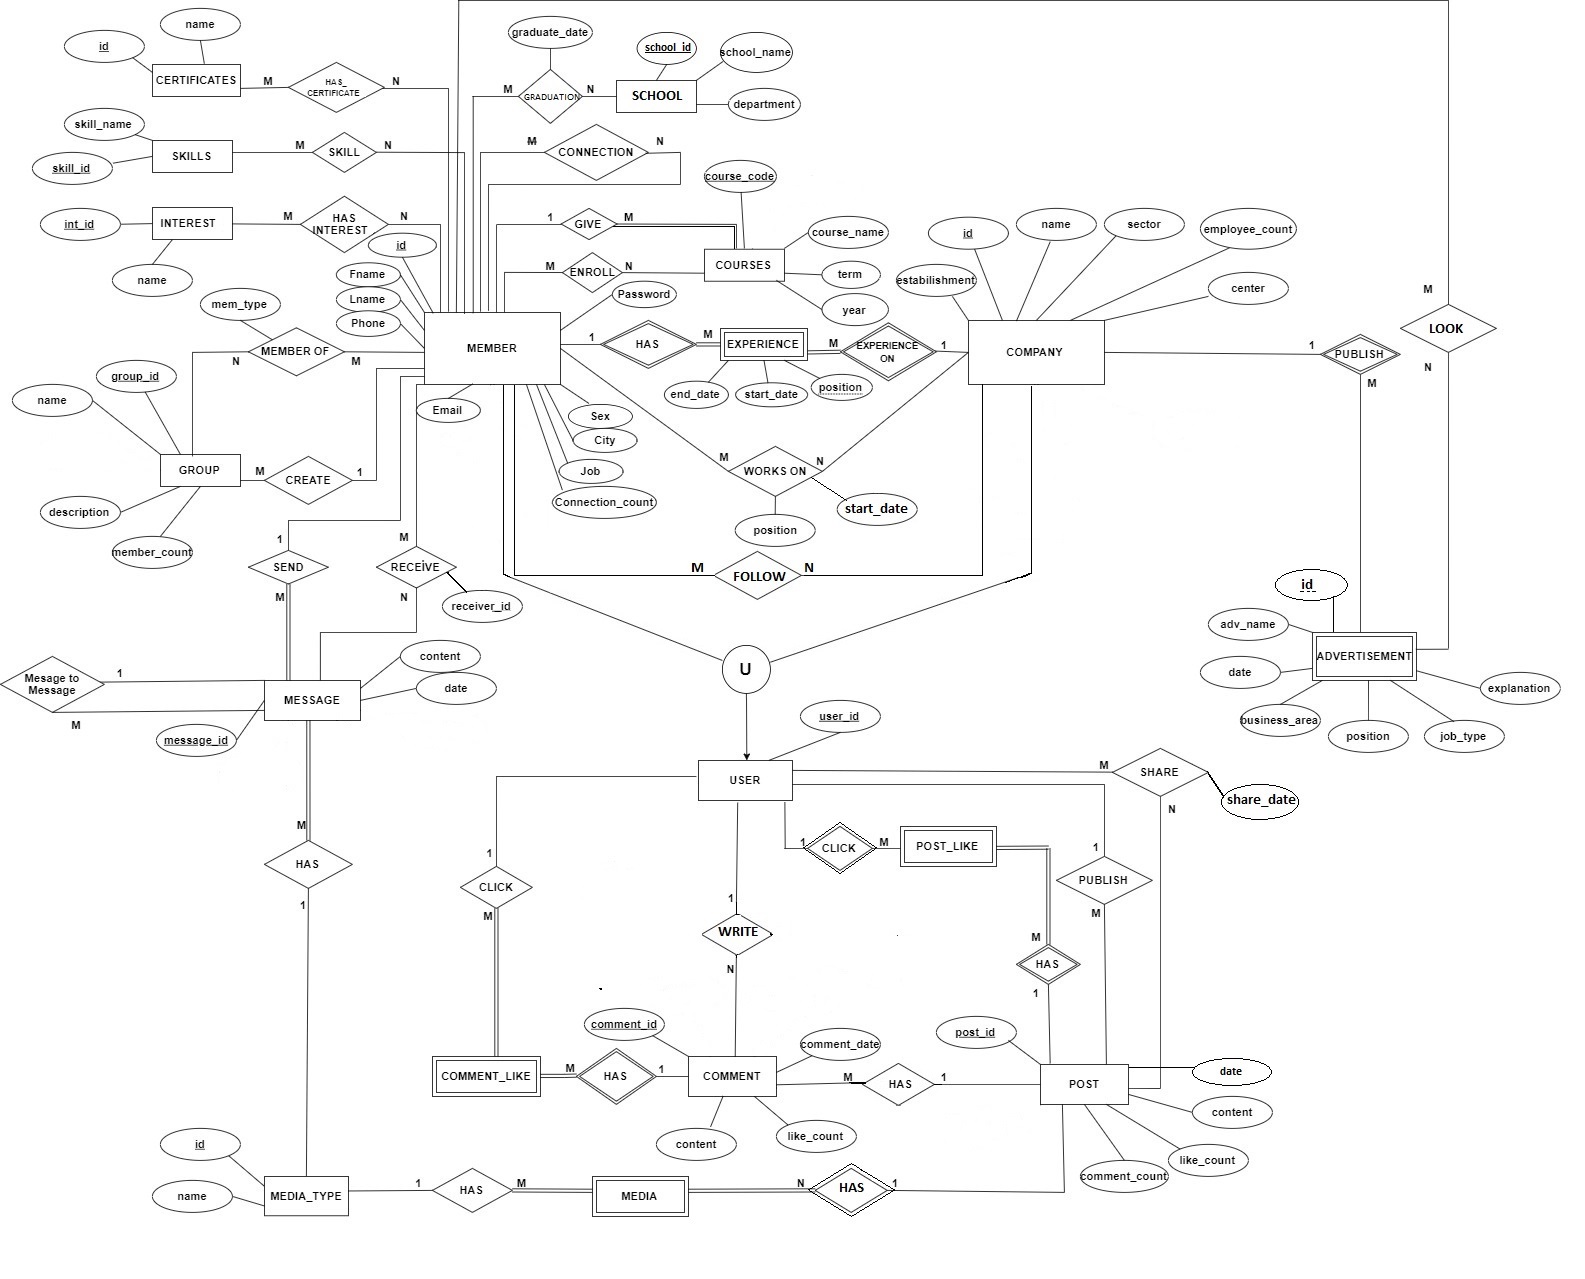 name
id
CERTIFICATES
M
HAS_
CERTIFICATE
N
graduate_date
school_id
school_name
M
GRADUATION
N
SCHOOL
department
skill_name
skill_id
SKILLS
M
SKILL
N
M
CONNECTION
N
int_id
INTEREST
M
HAS
INTEREST
N
name
id
Fname
Lname
Phone
1
GIVE
M
course_code
M
ENROLL
N
COURSES
course_name
term
year
Password
estabilishment
id
name
sector
employee_count
center
mem_type
N
MEMBER OF
M
MEMBER
1
HAS
M
EXPERIENCE
M
EXPERIENCE
ON
1
COMPANY
1
PUBLISH
M
M
LOOK
N
end_date
start_date
position
Email
Sex
City
Job
Connection_count
group_id
name
GROUP
M
CREATE
1
description
member_count
M
WORKS ON
N
position
start_date
M
FOLLOW
N
1
SEND
M
M
RECEİVE
N
receiver_id
id
adv_name
date
business_area
ADVERTISEMENT
position
job_type
explanation
Mesage to
Message
1
M
MESSAGE
content
date
message_id
U
user_id
USER
M
SHARE
N
share_date
M
HAS
1
1
CLICK
M
1
WRITE
N
1
CLICK
M
POST_LIKE
1
PUBLISH
M
M
HAS
1
comment_id
comment_date
COMMENT_LIKE
M
HAS
1
COMMENT
M
HAS
1
content
like_count
post_id
POST
date
content
like_count
comment_count
id
name
MEDIA_TYPE
1
HAS
M
MEDIA
N
HAS
1